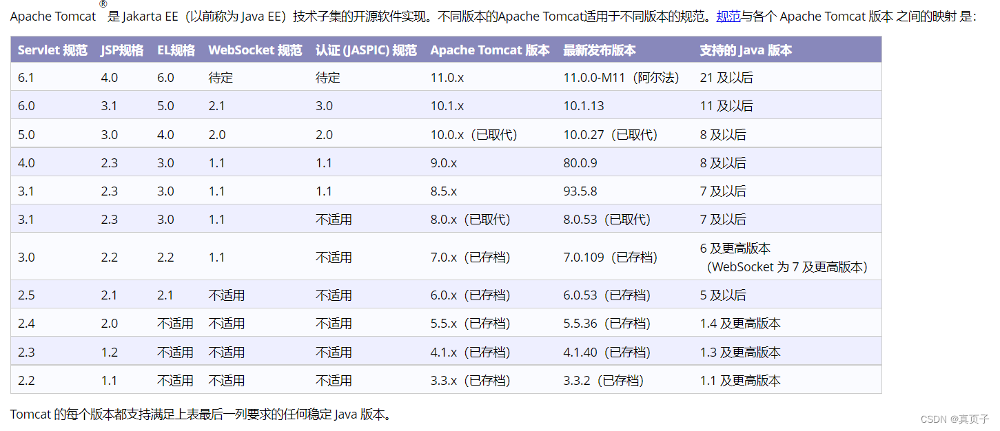 Apache Tomcat ® 是 Jakarta EE（以前称为 Java EE）技术子集的开源软件实现。不同版本的Apache Tomcat适用于不同版本的规范。规范与各个 Apache Tomcat 版本 之间的映射 是：
Servlet 规范 JSP规格 EL规格 WebSocket 规范 认证 (JASPIC) 规范 Apache Tomcat 版本 最新发布版本 支持的 Java 版本
6.1 4.0 6.0 待定 待定 11.0.x 11.0.0-M11（阿尔法） 21 及以后
6.0 3.1 5.0 2.1 3.0 10.1.x 10.1.13 11 及以后
5.0 3.0 4.0 2.0 2.0 10.0.x（已取代） 10.0.27（已取代） 8 及以后
4.0 2.3 3.0 1.1 1.1 9.0.x 80.0.9 8 及以后
3.1 2.3 3.0 1.1 1.1 8.5.x 93.5.8 7 及以后
3.1 2.3 3.0 1.1 不适用 8.0.x（已取代） 8.0.53（已取代） 7 及以后
3.0 2.2 2.2 1.1 不适用 7.0.x（已存档） 7.0.109（已存档） 6 及更高版本
（WebSocket 为 7 及更高版本）
2.5 2.1 2.1 不适用 不适用 6.0.x（已存档） 6.0.53（已存档） 5 及以后
2.4 2.0 不适用 不适用 不适用 5.5.x（已存档） 5.5.36（已存档） 1.4 及更高版本
2.3 1.2 不适用 不适用 不适用 4.1.x（已存档） 4.1.40（已存档） 1.3 及更高版本
2.2 1.1 不适用 不适用 不适用 3.3.x（已存档） 3.3.2（已存档） 1.1 及更高版本
Tomcat 的每个版本都支持满足上表最后一列要求的任何稳定 Java 版本。
CSDN @真页子